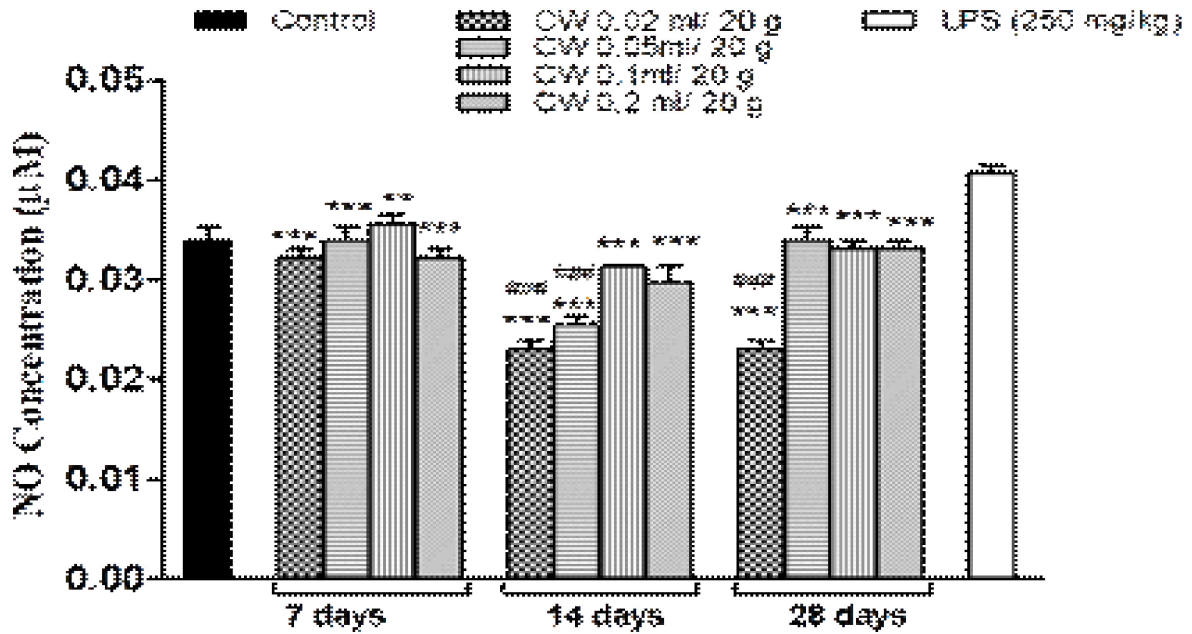 Control
CW 0.02 ml/ 20 g
CW 0.05ml/ 20 g
CW 0.1ml/ 20 g
CW 0.2 ml/ 20 g
LPS (250 mg/kg)
NO Concentration (µM)
0.05
0.04
0.03
0.02
0.01
0.00
***
***
**
***
###
***
###
***
***
***
###
***
***
***
***
7 days
14 days
28 days